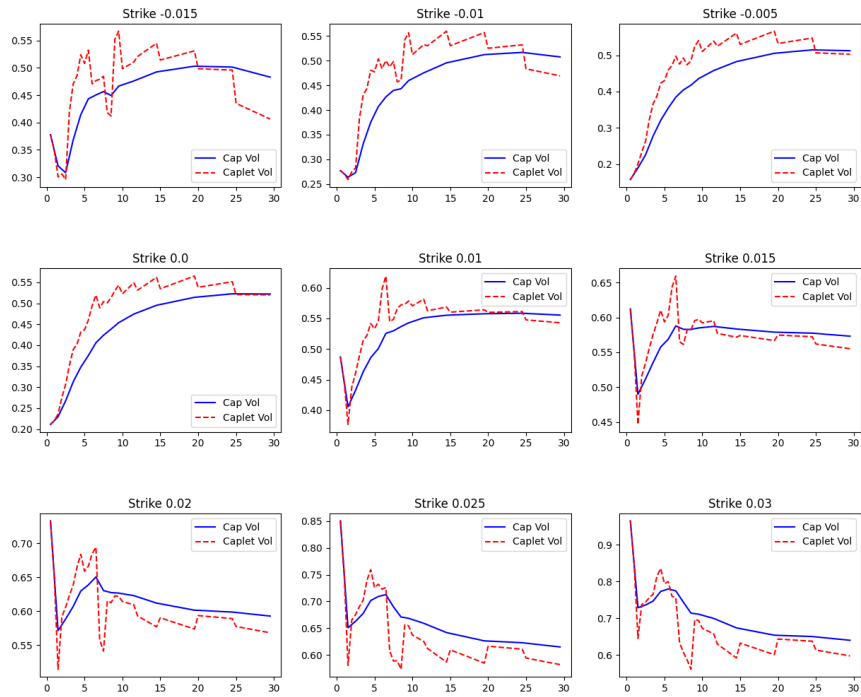 Strike -0.015
Strike -0.01
Strike -0.005
0.55
0.50
0.45
0.40
0.35
0.30
0 5 10 15 20 25 30
Cap Vol
Caplet Vol
0.55
0.50
0.45
0.40
0.35
0.30
0.25
0 5 10 15 20 25 30
Cap Vol
Caplet Vol
0.5
0.4
0.3
0.2
0 5 10 15 20 25 30
Cap Vol
Caplet Vol
Strike 0.0
Strike 0.01
Strike 0.015
0.55
0.50
0.45
0.40
0.35
0.30
0.25
0.20
0 5 10 15 20 25 30
Cap Vol
Caplet Vol
0.60
0.55
0.50
0.45
0.40
0 5 10 15 20 25 30
Cap Vol
Caplet Vol
0.65
0.60
0.55
0.50
0.45
0 5 10 15 20 25 30
Cap Vol
Caplet Vol
Strike 0.02
Strike 0.025
Strike 0.03
0.70
0.65
0.60
0.55
0 5 10 15 20 25 30
Cap Vol
Caplet Vol
0.85
0.80
0.75
0.70
0.65
0.60
0 5 10 15 20 25 30
Cap Vol
Caplet Vol
0.9
0.8
0.7
0.6
0 5 10 15 20 25 30
Cap Vol
Caplet Vol